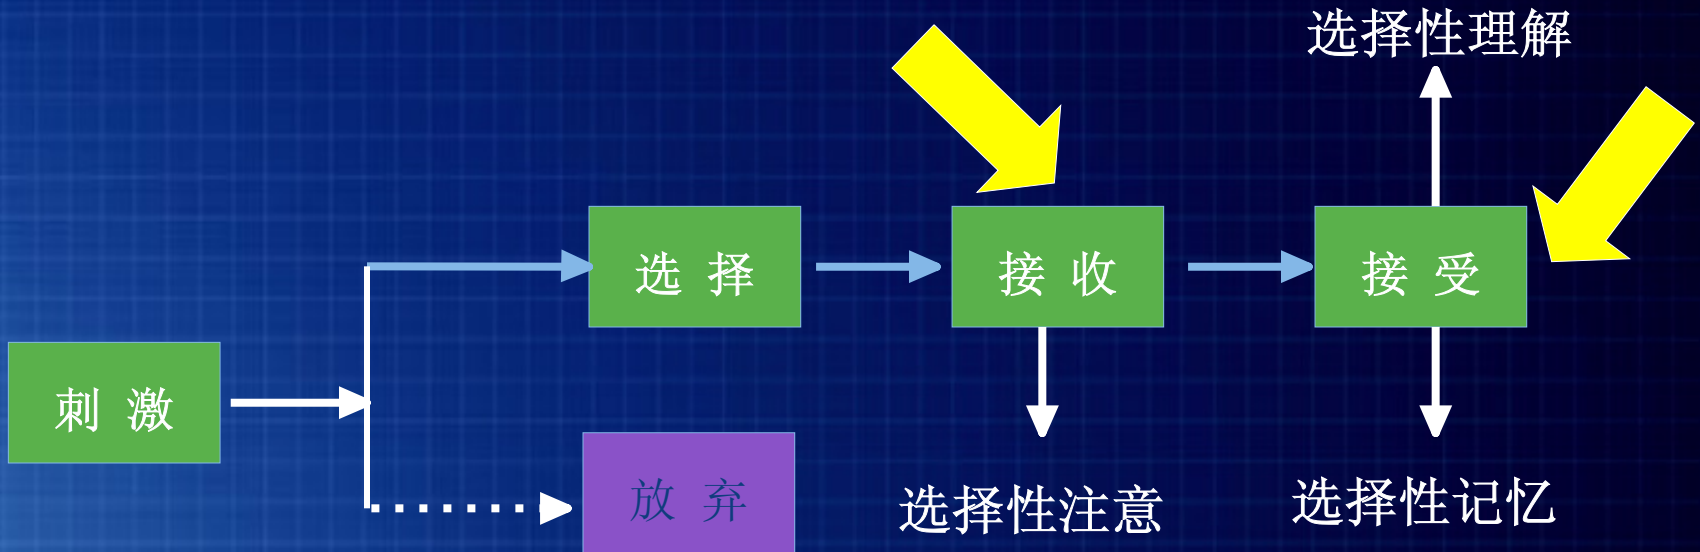 选择性理解
选 择
接 收
接 受
刺 激
放 弃
选择性注意
选择性记忆